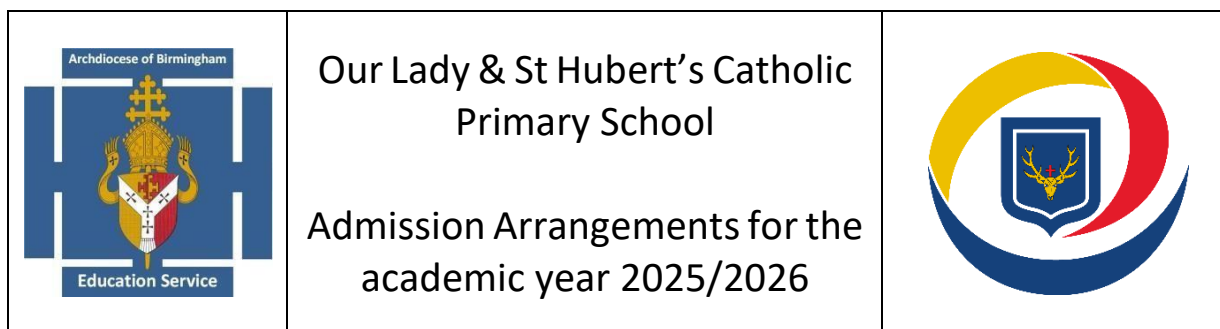 Archdiocese of Birmingham
Education Service
Our Lady & St Hubert’s Catholic
Primary School
Admission Arrangements for the
academic year 2025/2026